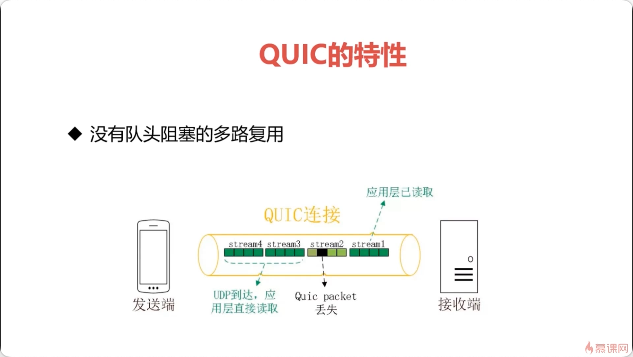 QUIC的特性
◆ 没有队头阻塞的多路复用
应用层已读取
QUIC连接
stream4 stream3 stream2 stream1
UDP到达，应
用层直接读取
Quic packet
丢失
发送端
接收端
慕课网